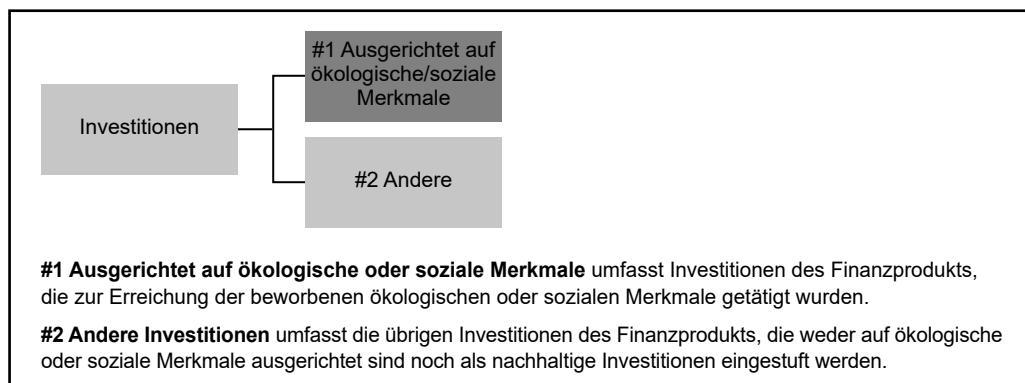 #1 Ausgerichtet auf
ökologische/soziale
Merkmale
Investitionen
#2 Andere
#1 Ausgerichtet auf ökologische oder soziale Merkmale umfasst Investitionen des Finanzprodukts,
die zur Erreichung der beworbenen ökologischen oder sozialen Merkmale getätigt wurden.
#2 Andere Investitionen umfasst die übrigen Investitionen des Finanzprodukts, die weder auf ökologische
oder soziale Merkmale ausgerichtet sind noch als nachhaltige Investitionen eingestuft werden.